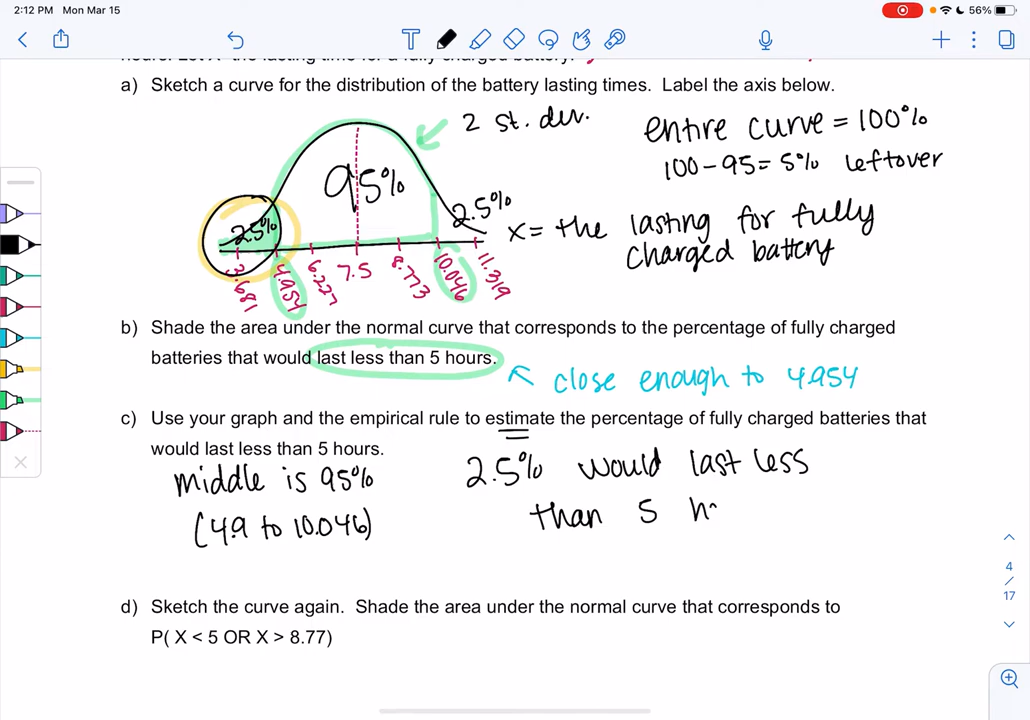 2:12 PM Mon Mar 15
56%
T
a) Sketch a curve for the distribution of the battery lasting times. Label the axis below.
2 st. dev.
entire curve = 100%
100-95 = 5% leftover
95%
2.5%
2.5%
x = the lasting for fully
charged battery
3.681 4.954 6.227 7.5 8.773 10.046 11.319
b) Shade the area under the normal curve that corresponds to the percentage of fully charged
batteries that would last less than 5 hours.
close enough to 4.954
c) Use your graph and the empirical rule to estimate the percentage of fully charged batteries that
would last less than 5 hours.
middle is 95%
(4.9 to 10.046)
2.5% would last less
than 5 h
4
/
17
d) Sketch the curve again. Shade the area under the normal curve that corresponds to
P( X < 5 OR X > 8.77)